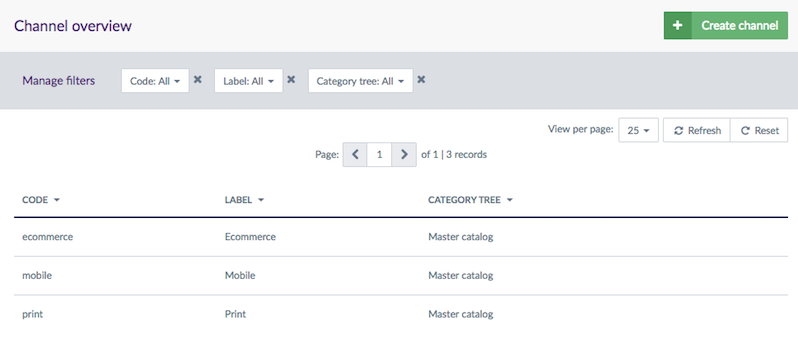 Channel overview
+ Create channel
Manage filters Code: All Label: All Category tree: All
View per page: 25 Refresh Reset
Page: 1 of 1 | 3 records
CODE LABEL CATEGORY TREE
ecommerce Ecommerce Master catalog
mobile Mobile Master catalog
print Print Master catalog